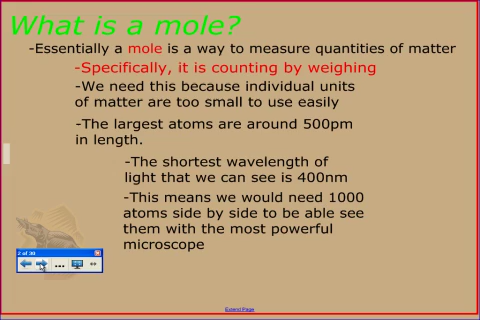 What is a mole?
-Essentially a mole is a way to measure quantities of matter
-Specifically, it is counting by weighing
-We need this because individual units
of matter are too small to use easily
-The largest atoms are around 500pm
in length.
-The shortest wavelength of
light that we can see is 400nm
-This means we would need 1000
atoms side by side to be able see
them with the most powerful
microscope
2 of 30
Extend Page